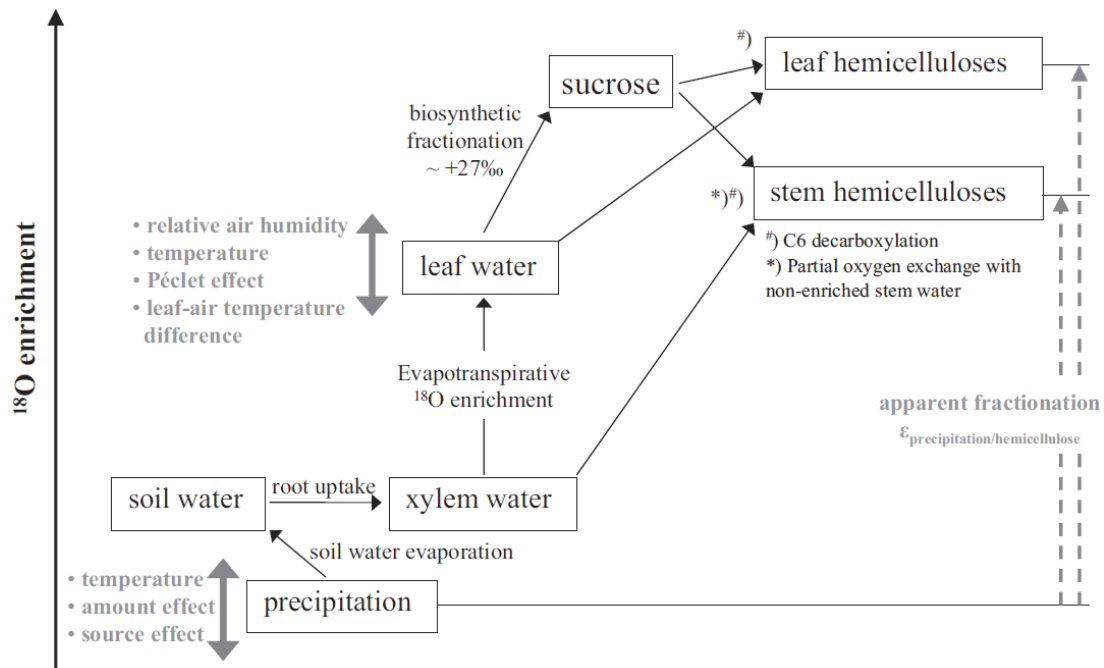 #)
leaf hemicelluloses
sucrose
biosynthetic
fractionation
~ +27‰
*)#)
stem hemicelluloses
#) C6 decarboxylation
*) Partial oxygen exchange with
non-enriched stem water
• relative air humidity
• temperature
• Péclet effect
• leaf-air temperature
difference
leaf water
18O enrichment
Evapotranspirative
18O enrichment
apparent fractionation
εprecipitation/hemicellulose
soil water
root uptake
xylem water
soil water evaporation
• temperature
• amount effect
• source effect
precipitation